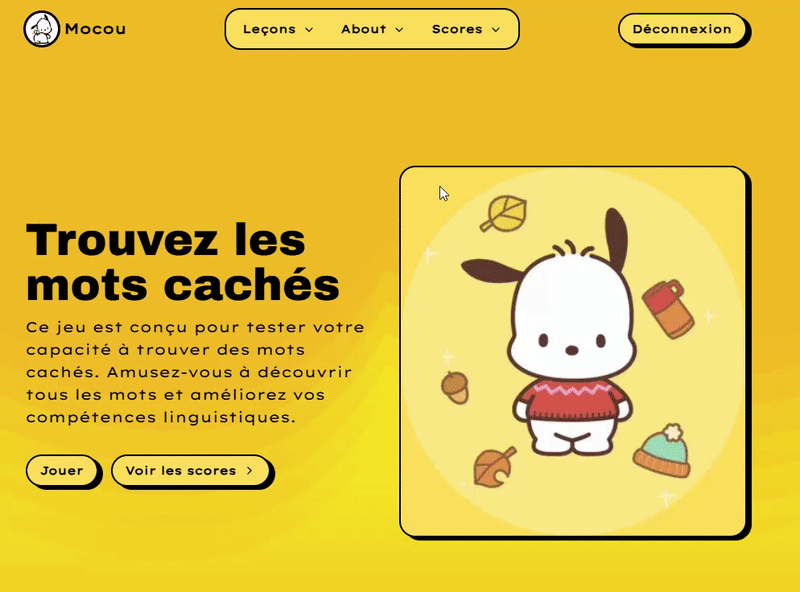 Mocou
Leçons
About
Scores
Déconnexion
Trouvez les
mots cachés
Ce jeu est conçu pour tester votre
capacité à trouver des mots
cachés. Amusez-vous à découvrir
tous les mots et améliorez vos
compétences linguistiques.
Jouer
Voir les scores